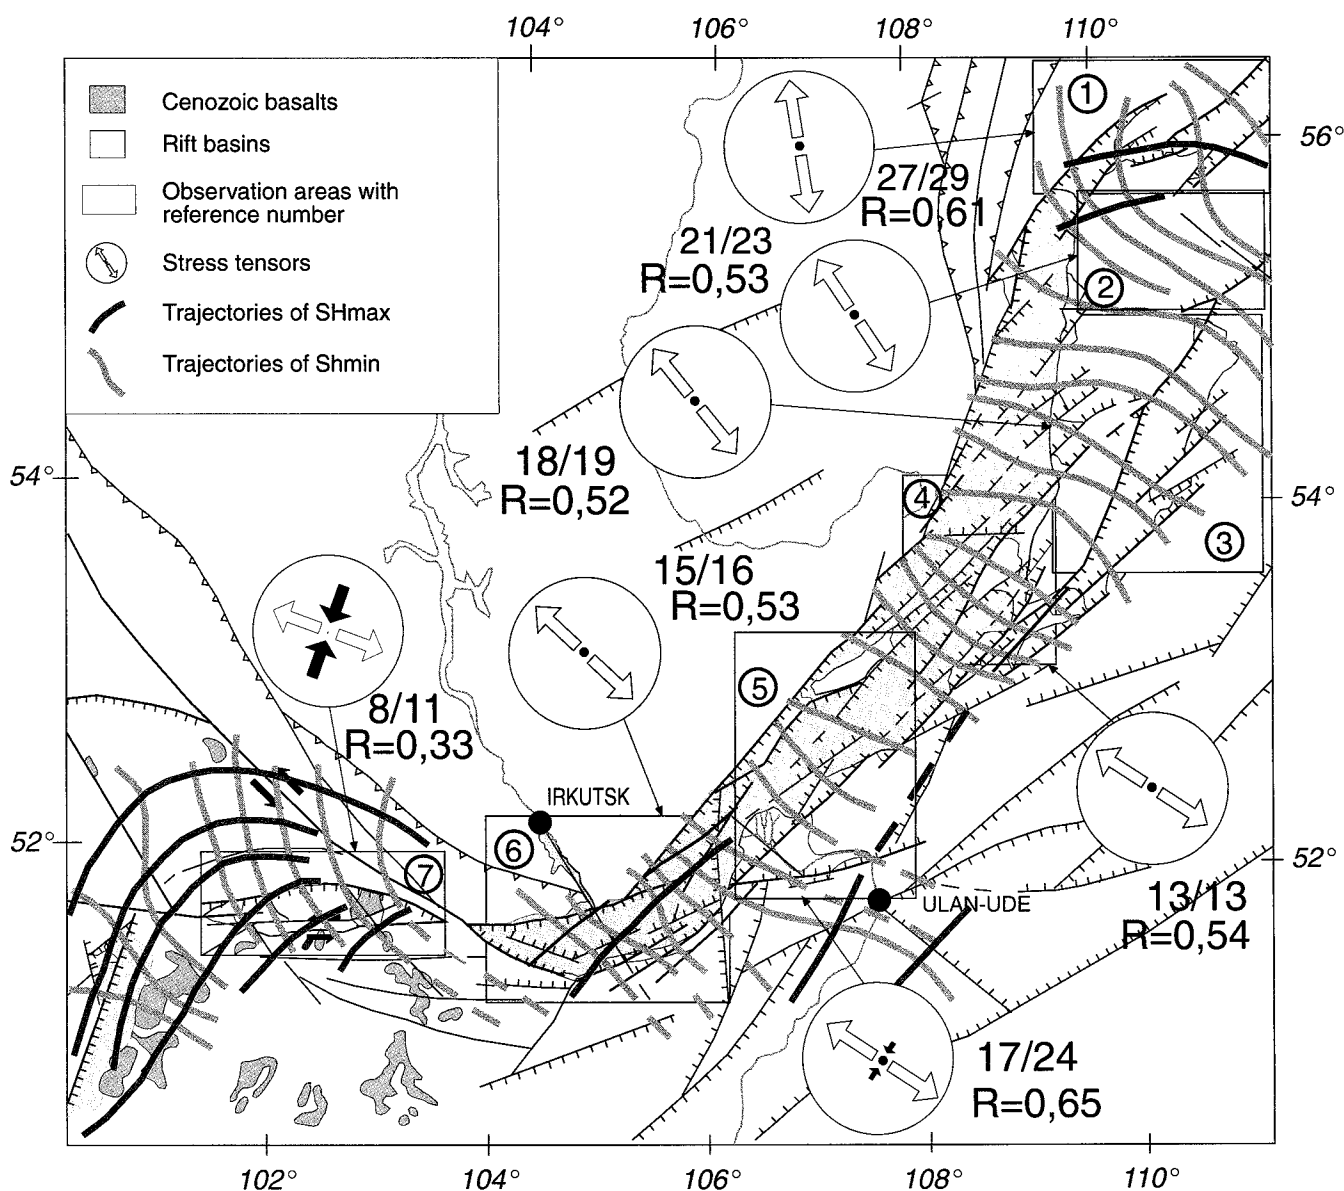 104° 106° 108° 110°
Cenozoic basalts
Rift basins
Observation areas with
reference number
Stress tensors
Trajectories of SHmax
Trajectories of Shmin
1
56°
27/29
R=0,61
21/23
R=0,53
2
18/19
R=0,52
54°
4
54°
3
15/16
R=0,53
5
8/11
R=0,33
IRKUTSK
52°
6
52°
7
ULAN-UDE
13/13
R=0,54
17/24
R=0,65
102° 104° 106° 108° 110°